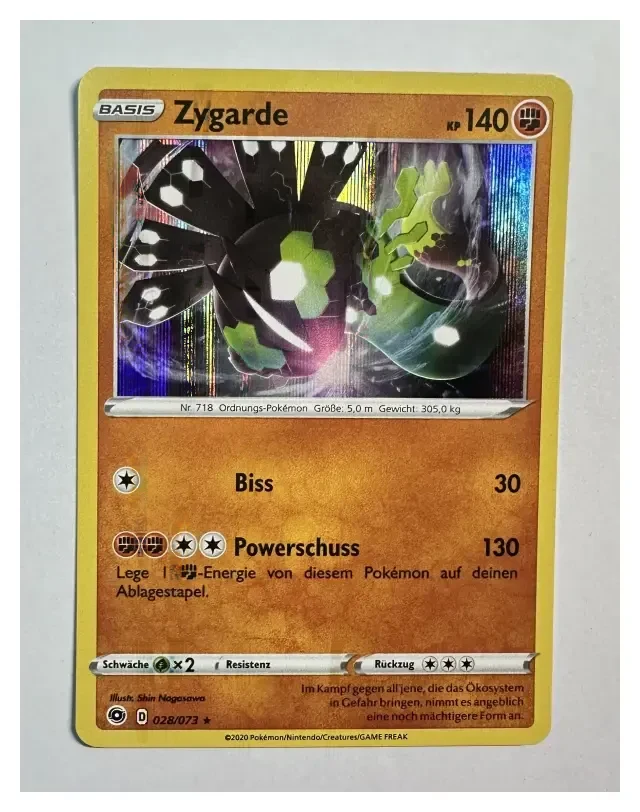 BASIS Zygarde KP 140
Nr. 718 Ordnungs-Pokémon Größe: 5,0 m Gewicht: 305,0 kg
Biss 30
Powerschuss 130
Lege 1 -Energie von diesem Pokémon auf deinen
Ablagestapel.
Schwäche ×2 Resistenz Rückzug
Illustr. Shin Nagasawa
Im Kampf gegen all jene, die das Ökosystem
in Gefahr bringen, nimmt es angeblich
eine noch mächtigere Form an.
D 028/073 ★
©2020 Pokémon/Nintendo/Creatures/GAME FREAK